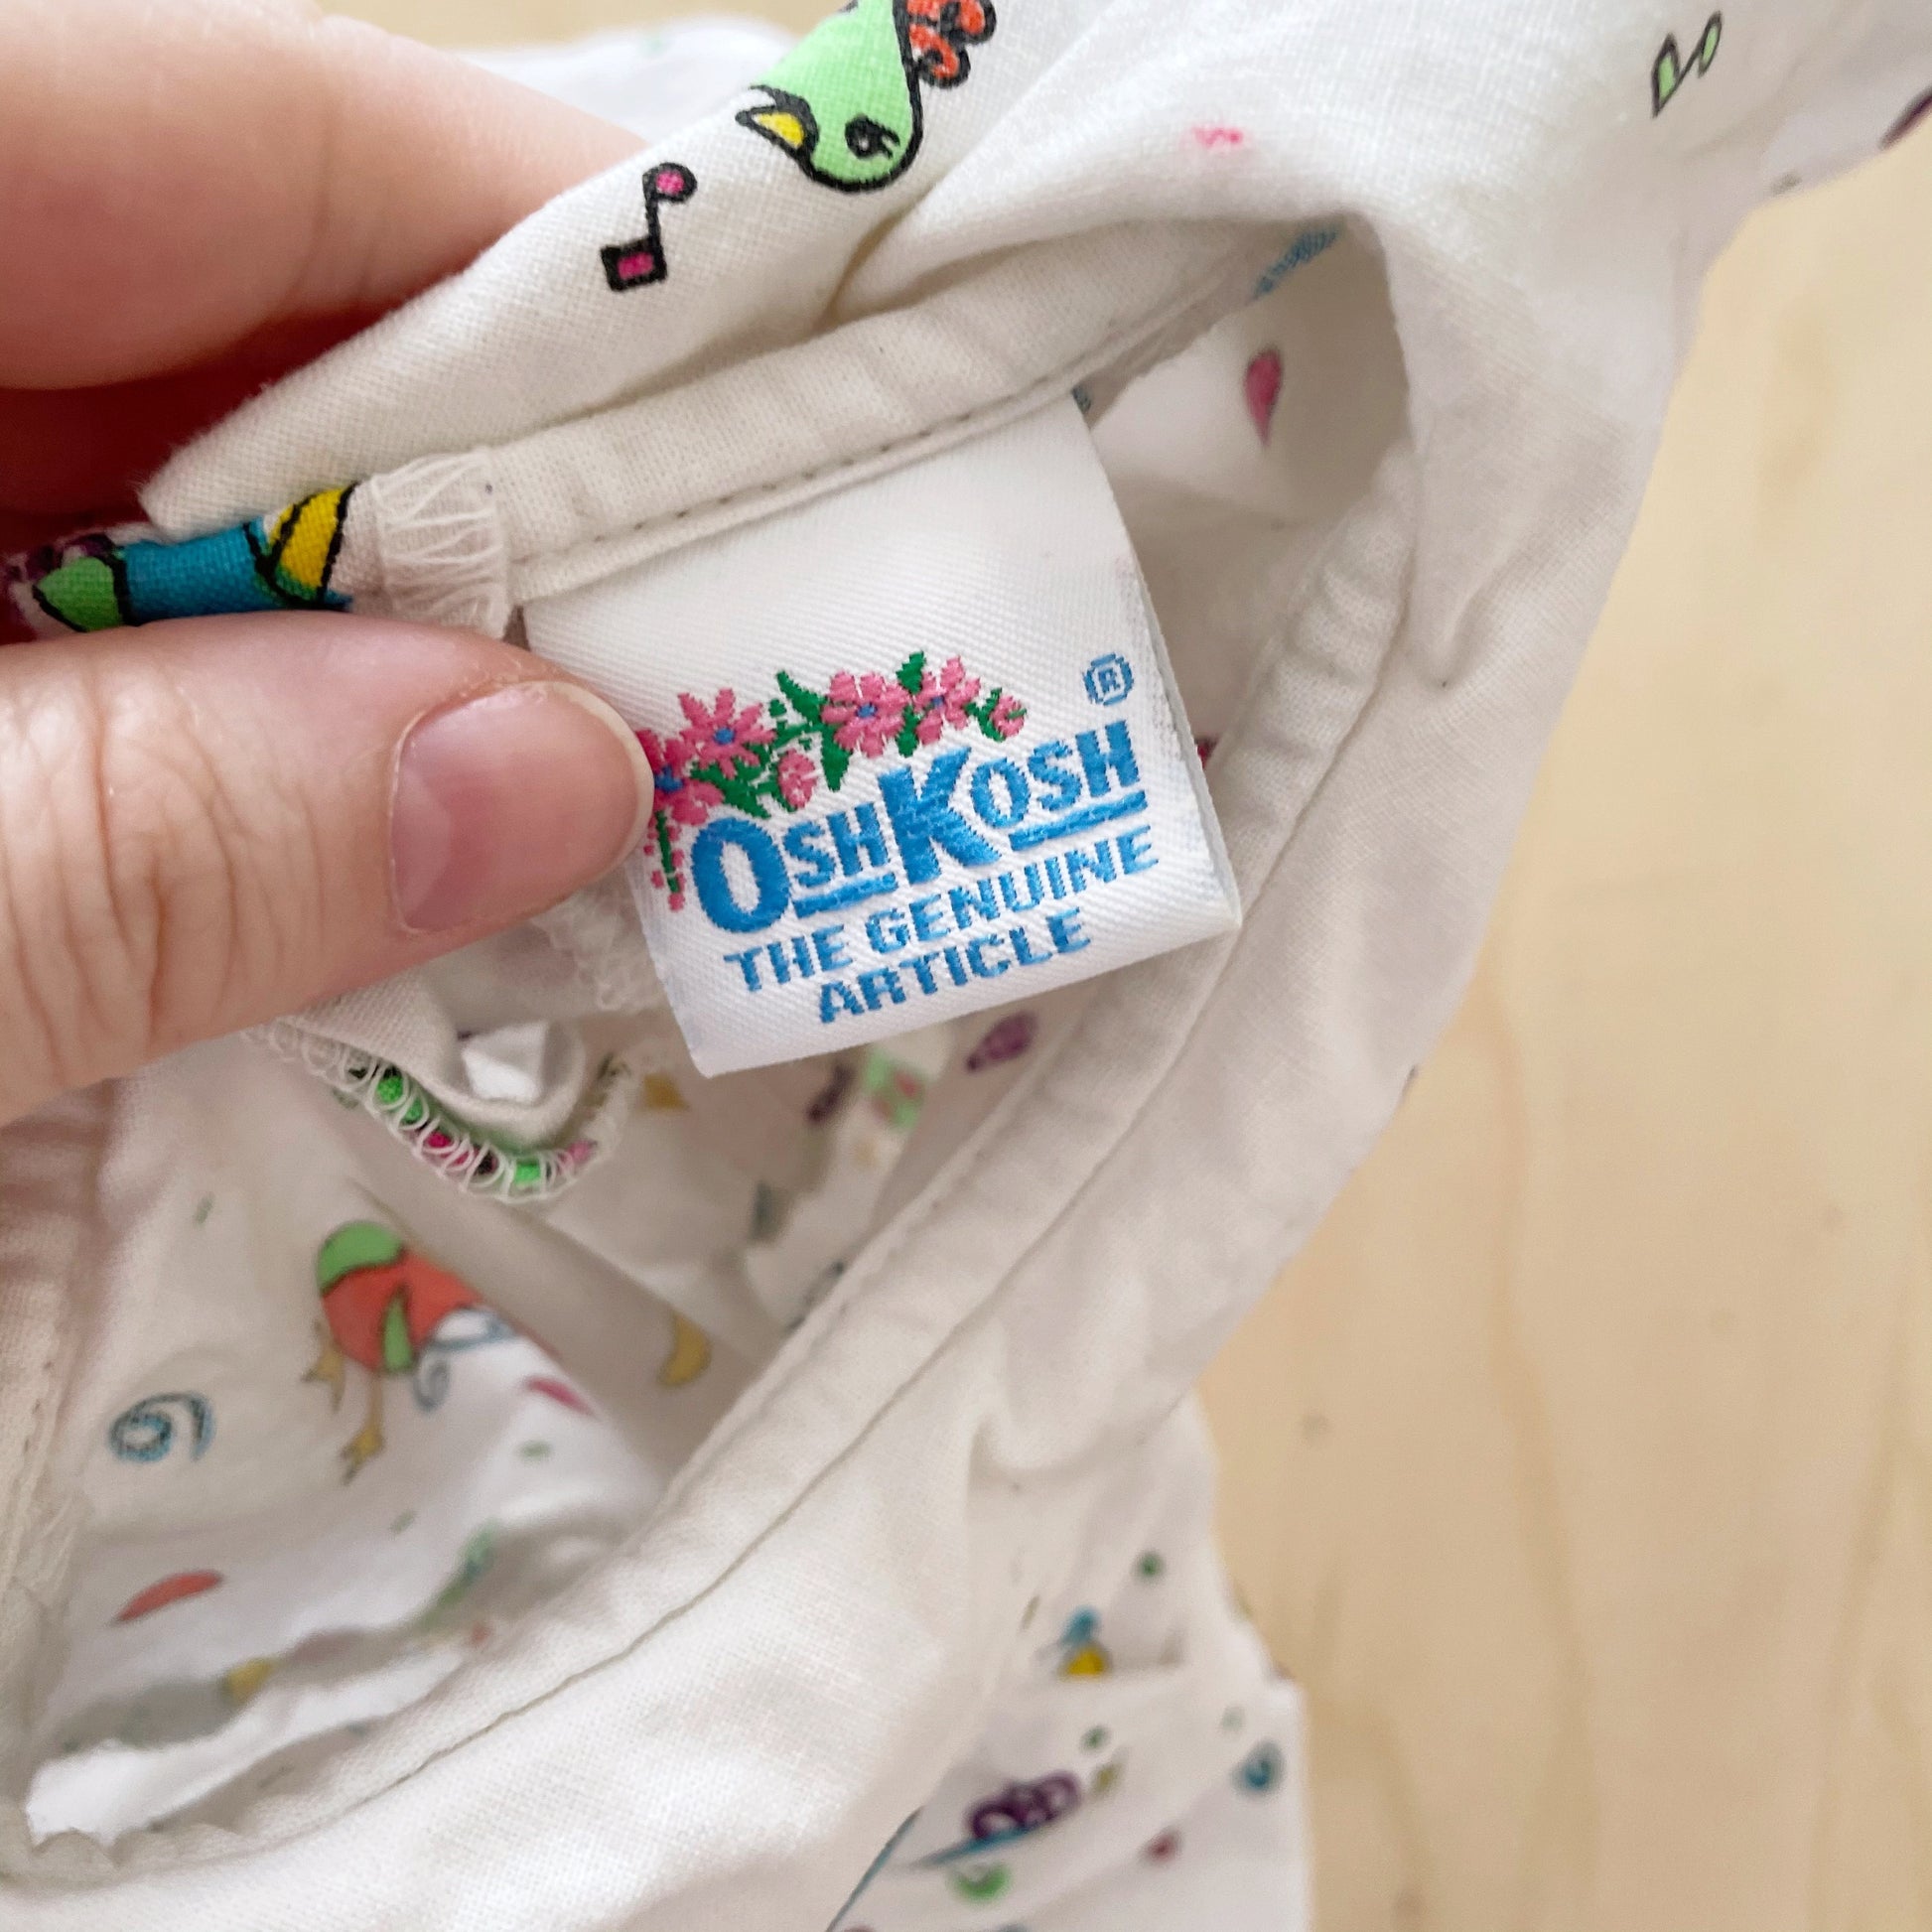 ®
OSHKOSH
THE GENUINE
ARTICLE